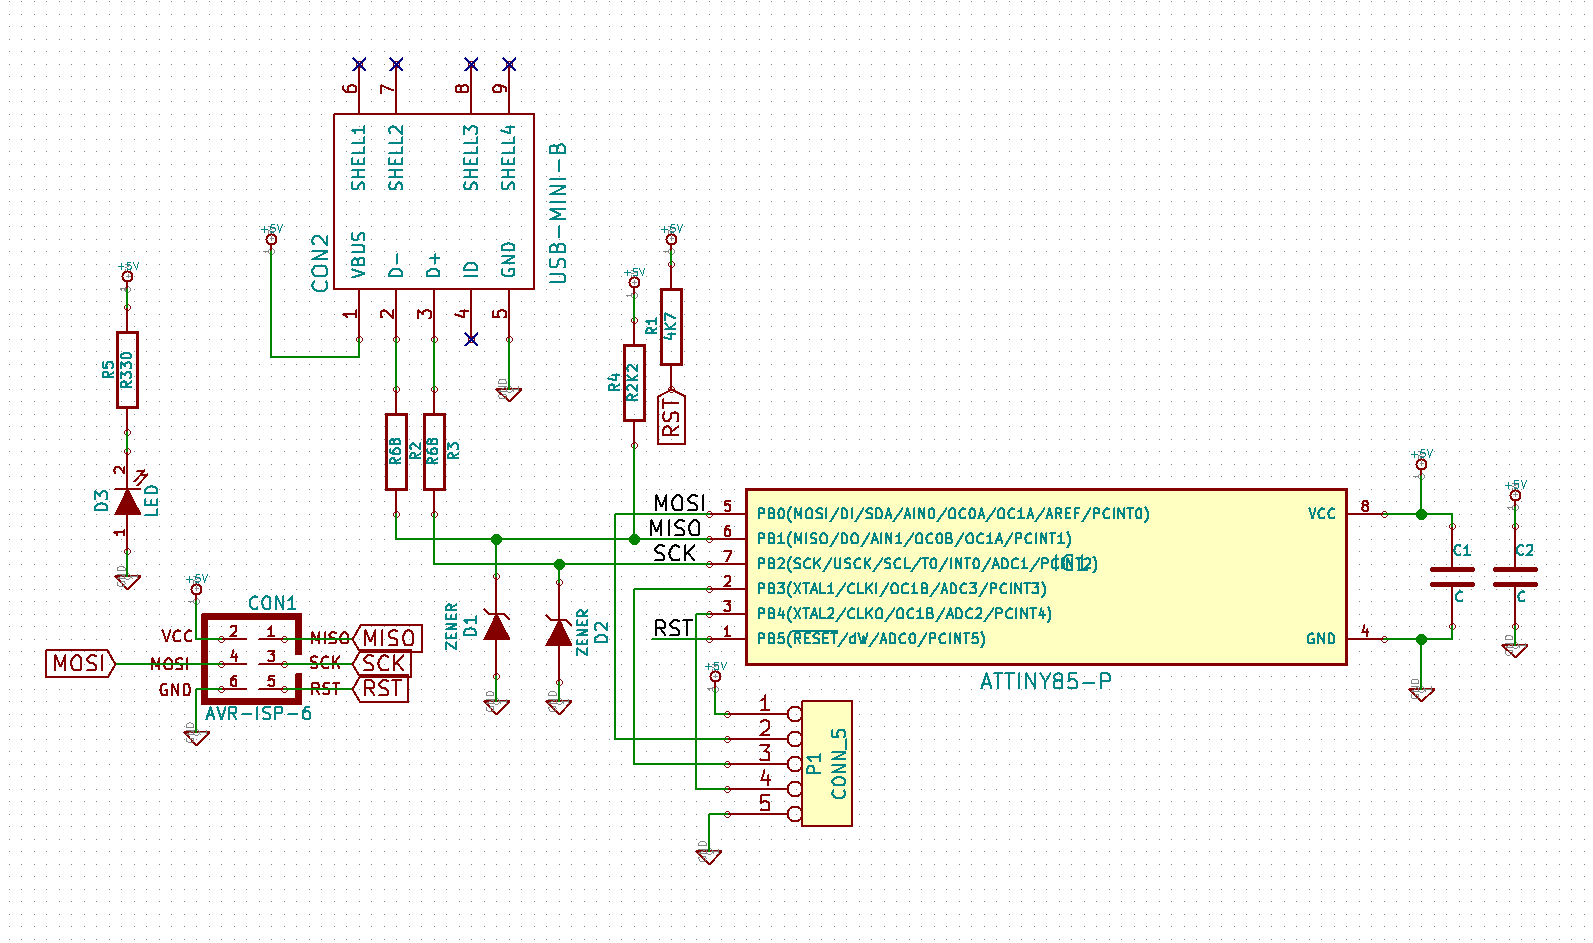 6
7
8
9
SHELL1
SHELL2
SHELL3
SHELL4
USB-MINI-B
CON2
VBUS
D-
D+
ID
GND
1
2
3
4
5
+5V
GND
+5V
R5
R330
2
D3
LED
1
GND
R68
R2
R68
R3
+5V
R4
R2K2
+5V
R1
4K7
RST
+5V
CON1
VCC 2 1 MISO MISO
MOSI MOSI 4 3 SCK SCK
GND 6 5 RST RST
AVR-ISP-6
GND
ZENER
D1
GND
ZENER
D2
GND
MOSI 5 PB0(MOSI/DI/SDA/AIN0/OC0A/OC1A/AREF/PCINT0)
MISO 6 PB1(MISO/DO/AIN1/OC0B/OC1A/PCINT1)
SCK 7 PB2(SCK/USCK/SCL/T0/INT0/ADC1/PCINT2)
IC1
2 PB3(XTAL1/CLKI/OC1B/ADC3/PCINT3)
3 PB4(XTAL2/CLKO/OC1B/ADC2/PCINT4)
RST 1 PB5(RESET/dW/ADC0/PCINT5)
VCC 8
GND 4
ATTINY85-P
+5V
1
2
3
4
5
P1
CONN_5
GND
+5V
C1
C
GND
+5V
C2
C
GND